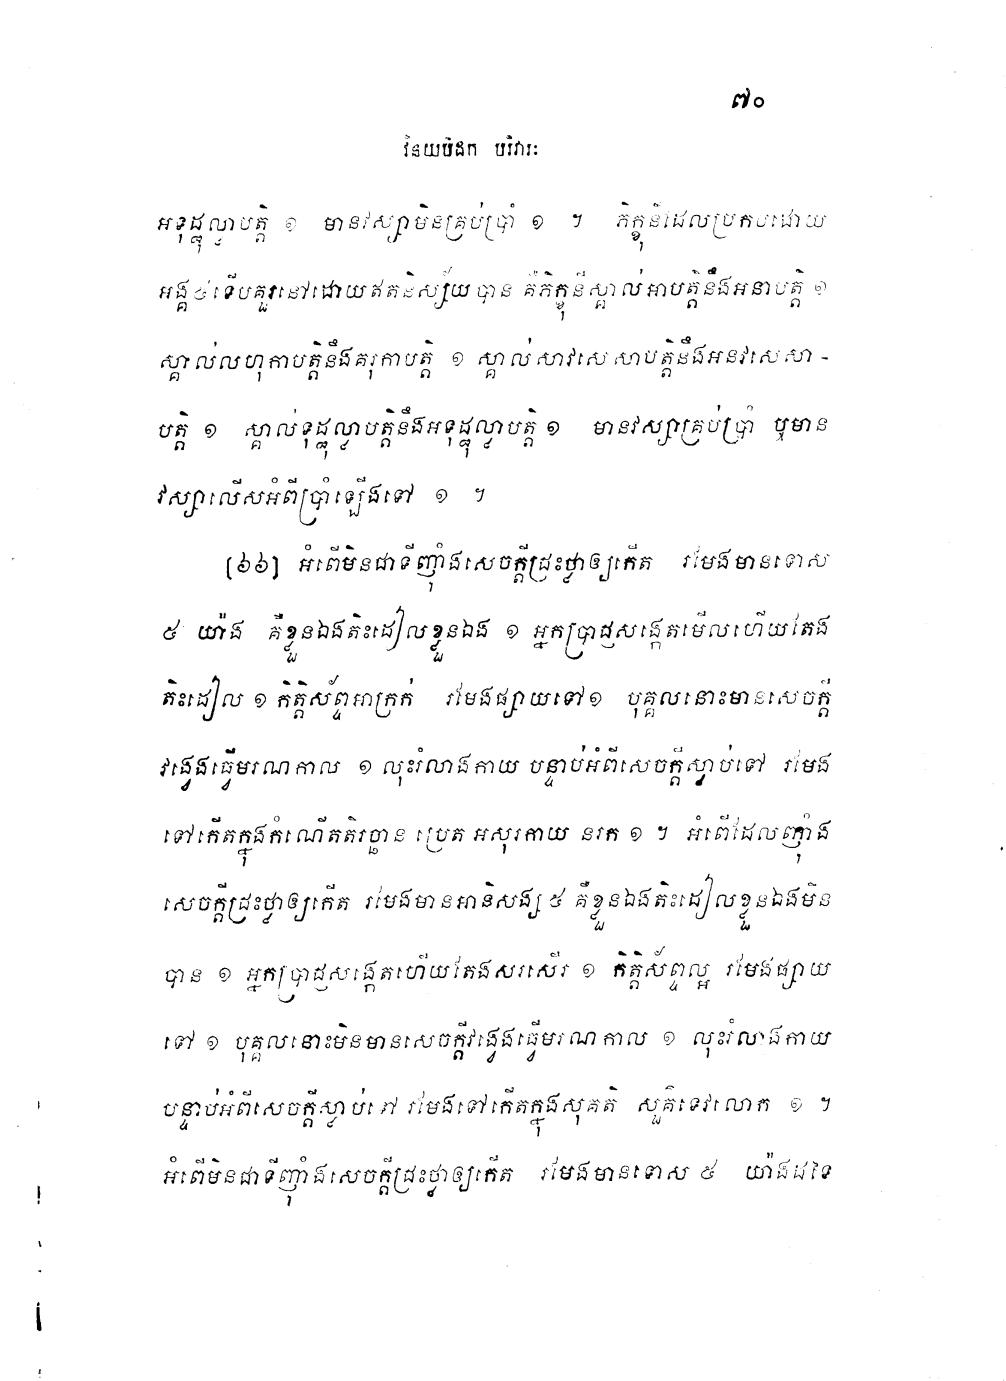 ៧០
វិនយបិដក បរិវារៈ
អទុដ្ឋុល្លាបត្តិ ១ មានវស្សាមិនគ្រប់ប្រាំ ១ ។ ភិក្ខុនីដែលប្រកបដោយ
អង្គ ៥ ទើបគួរនៅដោយឥតនិស្ស័យបាន គឺភិក្ខុនីស្គាល់អាបត្តិនឹងអនាបត្តិ ១
ស្គាល់លហុកាបត្តិនឹងគរុកាបត្តិ ១ ស្គាល់សាវសេសាបត្តិនឹងអនវសេសា-
បត្តិ ១ ស្គាល់ទុដ្ឋុល្លាបត្តិនឹងអទុដ្ឋុល្លាបត្តិ ១ មានវស្សាគ្រប់ប្រាំ ឬមាន
វស្សាលើសអំពីប្រាំឡើងទៅ ១ ។
[៦៦] អំពើមិនជាទីញុំាងសេចក្តីជ្រះថ្លាឲ្យកើត រមែងមានទោស
៥ យ៉ាង គឺខ្លួនឯងតិះដៀលខ្លួនឯង ១ អ្នកប្រាជ្ញសង្កេតមើលហើយតែង
តិះដៀល ១ កិត្តិសព្ទអាក្រក់ រមែងផ្សាយទៅ ១ បុគ្គលនោះមានសេចក្តី
វង្វេងធ្វើមរណកាល ១ លុះរំលាងកាយ បន្ទាប់អំពីសេចក្តីស្លាប់ទៅ រមែង
ទៅកើតក្នុងកំណើតតិរច្ឆាន ប្រេត អសុរកាយ នរក ១ ។ អំពើដែលញុំាង
សេចក្តីជ្រះថ្លាឲ្យកើត រមែងមានអានិសង្ស ៥ គឺខ្លួនឯងតិះដៀលខ្លួនឯងមិន
បាន ១ អ្នកប្រាជ្ញសង្កេតហើយតែងសរសើរ ១ កិត្តិសព្ទល្អ រមែងផ្សាយ
ទៅ ១ បុគ្គលនោះមិនមានសេចក្តីវង្វេងធ្វើមរណកាល ១ លុះរំលាងកាយ
បន្ទាប់អំពីសេចក្តីស្លាប់ទៅ រមែងទៅកើតក្នុងសុគតិ សួគ៌ទេវលោក ១ ។
អំពើមិនជាទីញុំាងសេចក្តីជ្រះថ្លាឲ្យកើត រមែងមានទោស ៥ យ៉ាងដទៃ